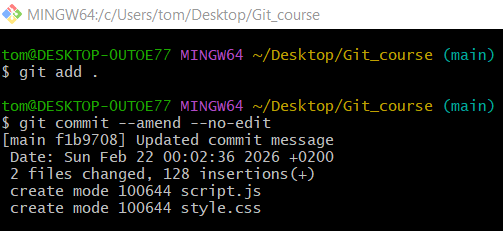 MINGW64:/c/Users/tom/Desktop/Git_course
tom@DESKTOP-OUTOE77 MINGW64 ~/Desktop/Git_course (main)
$ git add .
tom@DESKTOP-OUTOE77 MINGW64 ~/Desktop/Git_course (main)
$ git commit --amend --no-edit
[main f1b9708] Updated commit message
 Date: Sun Feb 22 00:02:36 2026 +0200
 2 files changed, 128 insertions(+)
 create mode 100644 script.js
 create mode 100644 style.css